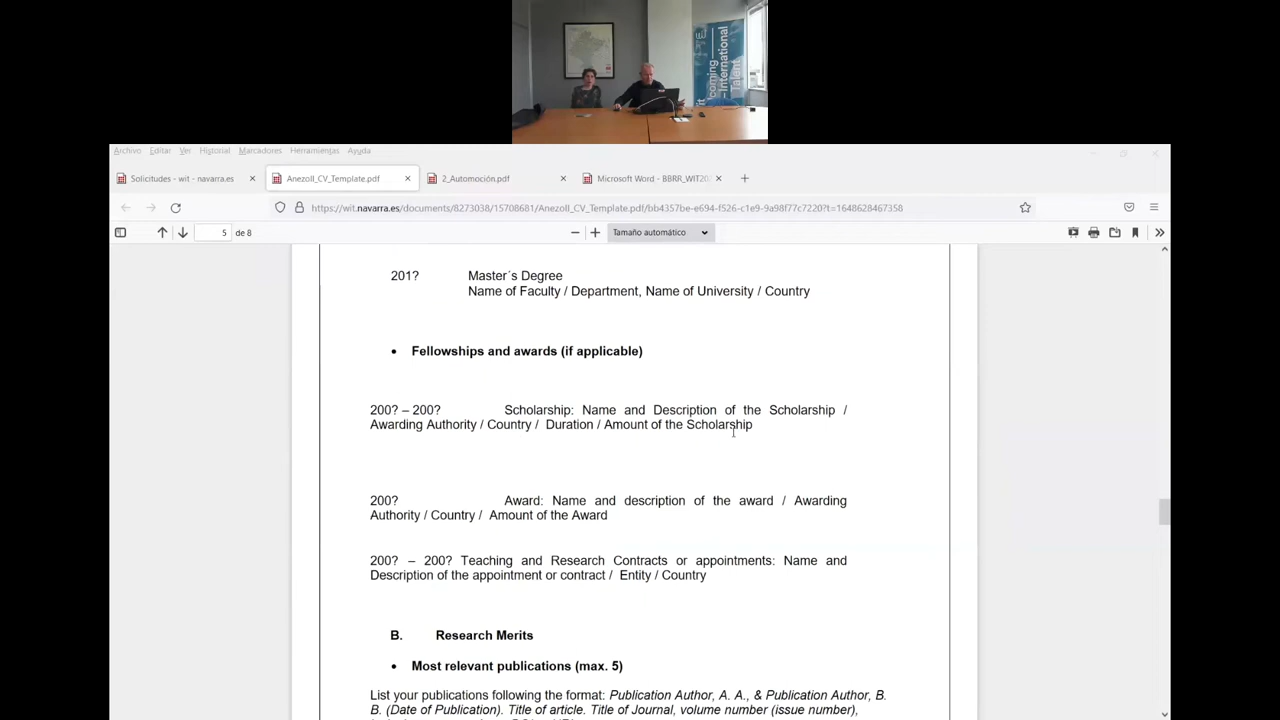 wit
Welcoming
International
Talent
Archivo Editar Ver Historial Marcadores Herramientas Ayuda
Solicitudes - wit - navarra.es
AnezoII_CV_Template.pdf
2_Automoción.pdf
Microsoft Word - BBRR_WIT20
https://wit.navarra.es/documents/8273038/15708681/AnezoII_CV_Template.pdf/bb4357be-e694-f526-c1e9-9a98f77c7220?t=1648628467358
5 de 8
Tamaño automático
201? Master´s Degree
Name of Faculty / Department, Name of University / Country
• Fellowships and awards (if applicable)
200? – 200? Scholarship: Name and Description of the Scholarship /
Awarding Authority / Country / Duration / Amount of the Scholarship
200? Award: Name and description of the award / Awarding
Authority / Country / Amount of the Award
200? – 200? Teaching and Research Contracts or appointments: Name and
Description of the appointment or contract / Entity / Country
B. Research Merits
• Most relevant publications (max. 5)
List your publications following the format: Publication Author, A. A., & Publication Author, B.
B. (Date of Publication). Title of article. Title of Journal, volume number (issue number),